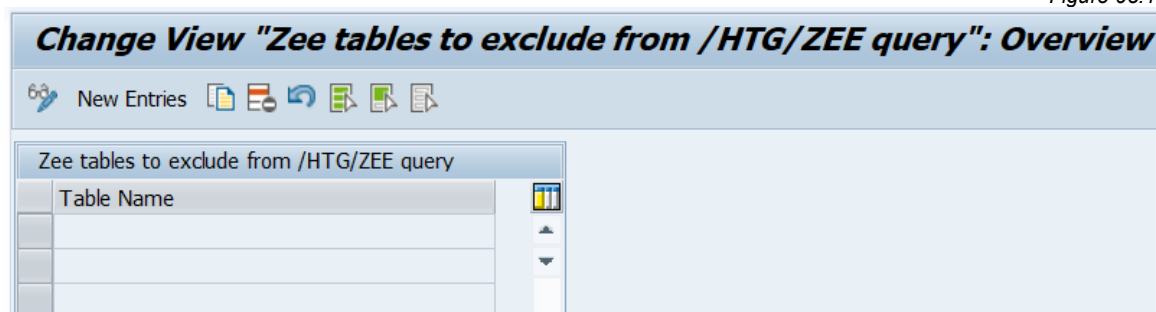 Change View "Zee tables to exclude from /HTG/ZEE query": Overview
New Entries
Zee tables to exclude from /HTG/ZEE query
Table Name